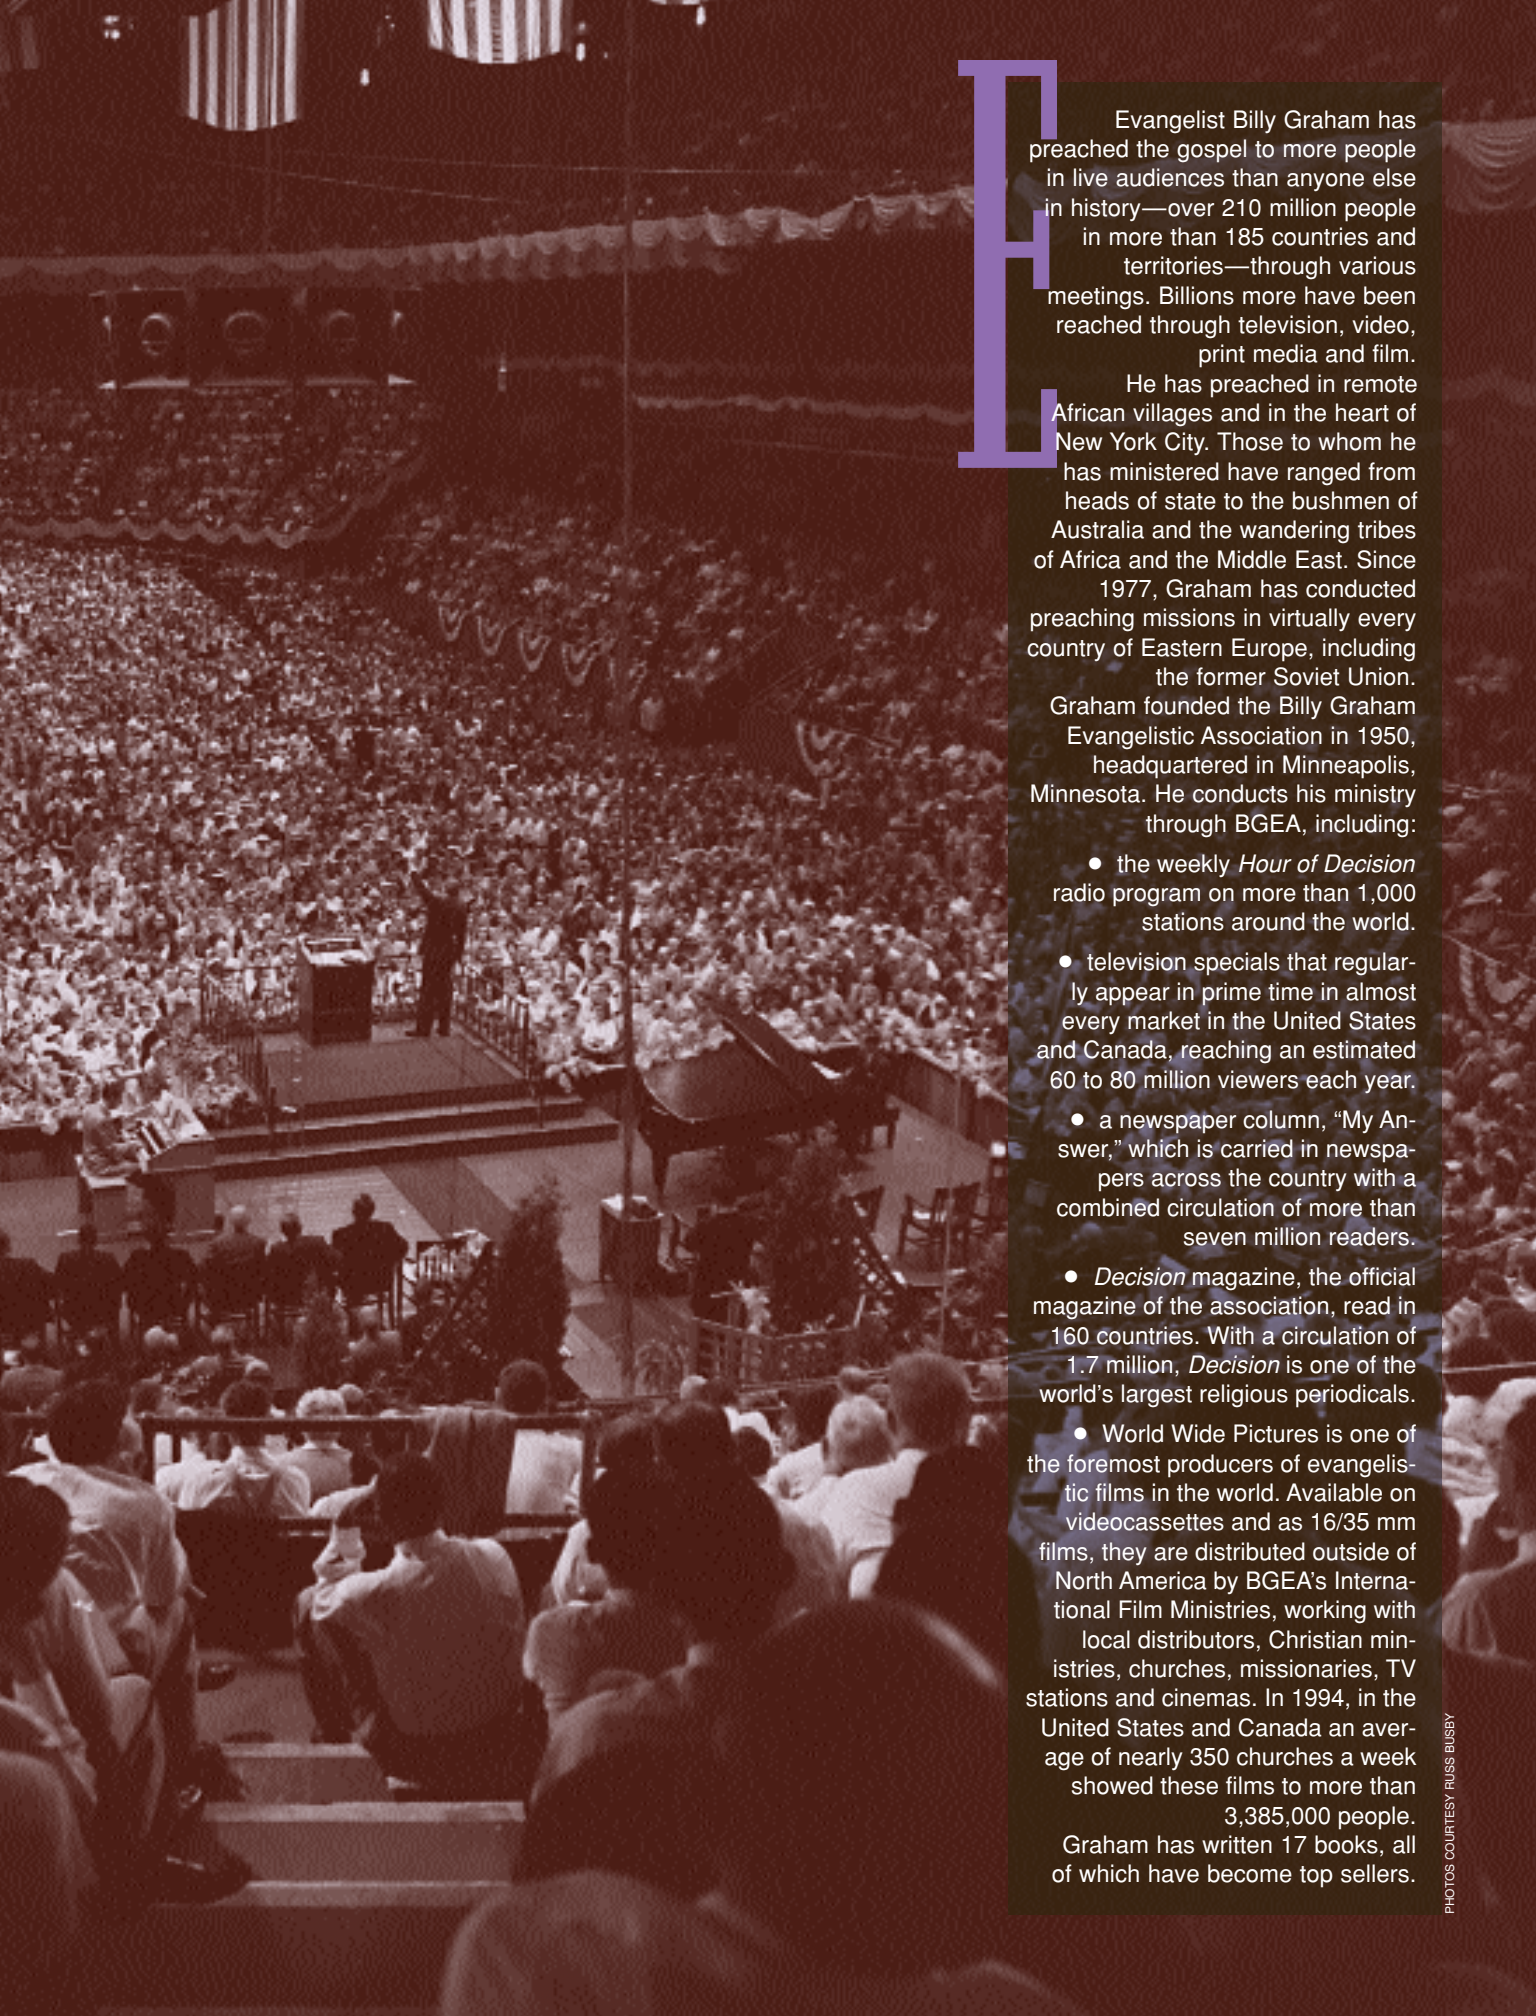 E
Evangelist Billy Graham has
preached the gospel to more people
in live audiences than anyone else
in history—over 210 million people
in more than 185 countries and
territories—through various
meetings. Billions more have been
reached through television, video,
print media and film.
He has preached in remote
African villages and in the heart of
New York City. Those to whom he
has ministered have ranged from
heads of state to the bushmen of
Australia and the wandering tribes
of Africa and the Middle East. Since
1977, Graham has conducted
preaching missions in virtually every
country of Eastern Europe, including
the former Soviet Union.
Graham founded the Billy Graham
Evangelistic Association in 1950,
headquartered in Minneapolis,
Minnesota. He conducts his ministry
through BGEA, including:
● the weekly Hour of Decision
radio program on more than 1,000
stations around the world.
● television specials that regular-
ly appear in prime time in almost
every market in the United States
and Canada, reaching an estimated
60 to 80 million viewers each year.
● a newspaper column, “My An-
swer,” which is carried in newspa-
pers across the country with a
combined circulation of more than
seven million readers.
● Decision magazine, the official
magazine of the association, read in
160 countries. With a circulation of
1.7 million, Decision is one of the
world’s largest religious periodicals.
● World Wide Pictures is one of
the foremost producers of evangelis-
tic films in the world. Available on
videocassettes and as 16/35 mm
films, they are distributed outside of
North America by BGEA’s Interna-
tional Film Ministries, working with
local distributors, Christian min-
istries, churches, missionaries, TV
stations and cinemas. In 1994, in the
United States and Canada an aver-
age of nearly 350 churches a week
showed these films to more than
3,385,000 people.
Graham has written 17 books, all
of which have become top sellers.
PHOTOS COURTESY RUSS BUSBY